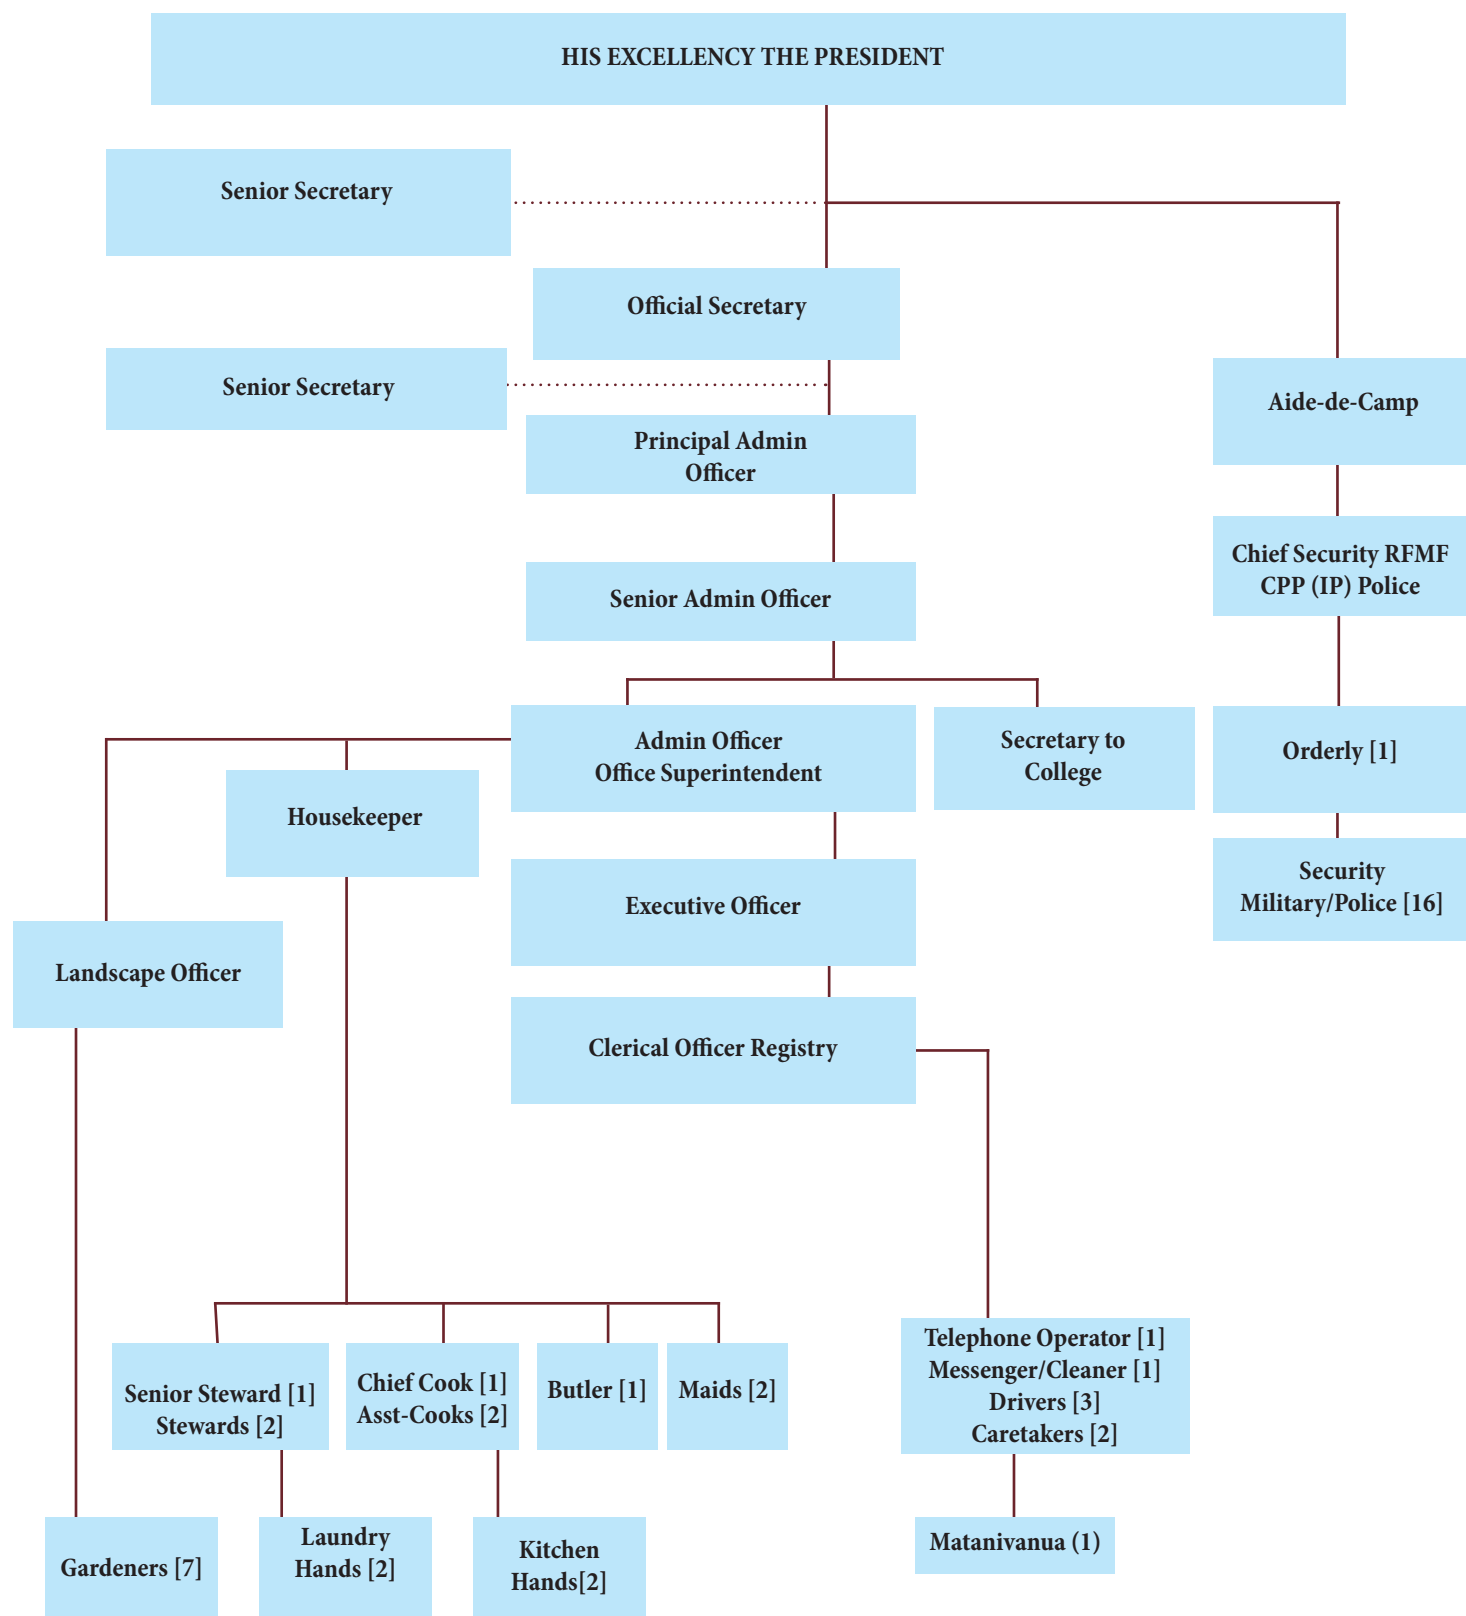 HIS EXCELLENCY THE PRESIDENT
Senior Secretary
Official Secretary
Senior Secretary
Aide-de-Camp
Principal Admin
Officer
Chief Security RFMF
CPP (IP) Police
Senior Admin Officer
Admin Officer
Office Superintendent
Secretary to
College
Orderly [1]
Housekeeper
Security
Military/Police [16]
Executive Officer
Landscape Officer
Clerical Officer Registry
Telephone Operator [1]
Messenger/Cleaner [1]
Drivers [3]
Caretakers [2]
Senior Steward [1]
Stewards [2]
Chief Cook [1]
Asst-Cooks [2]
Butler [1]
Maids [2]
Gardeners [7]
Laundry
Hands [2]
Kitchen
Hands[2]
Matanivanua (1)